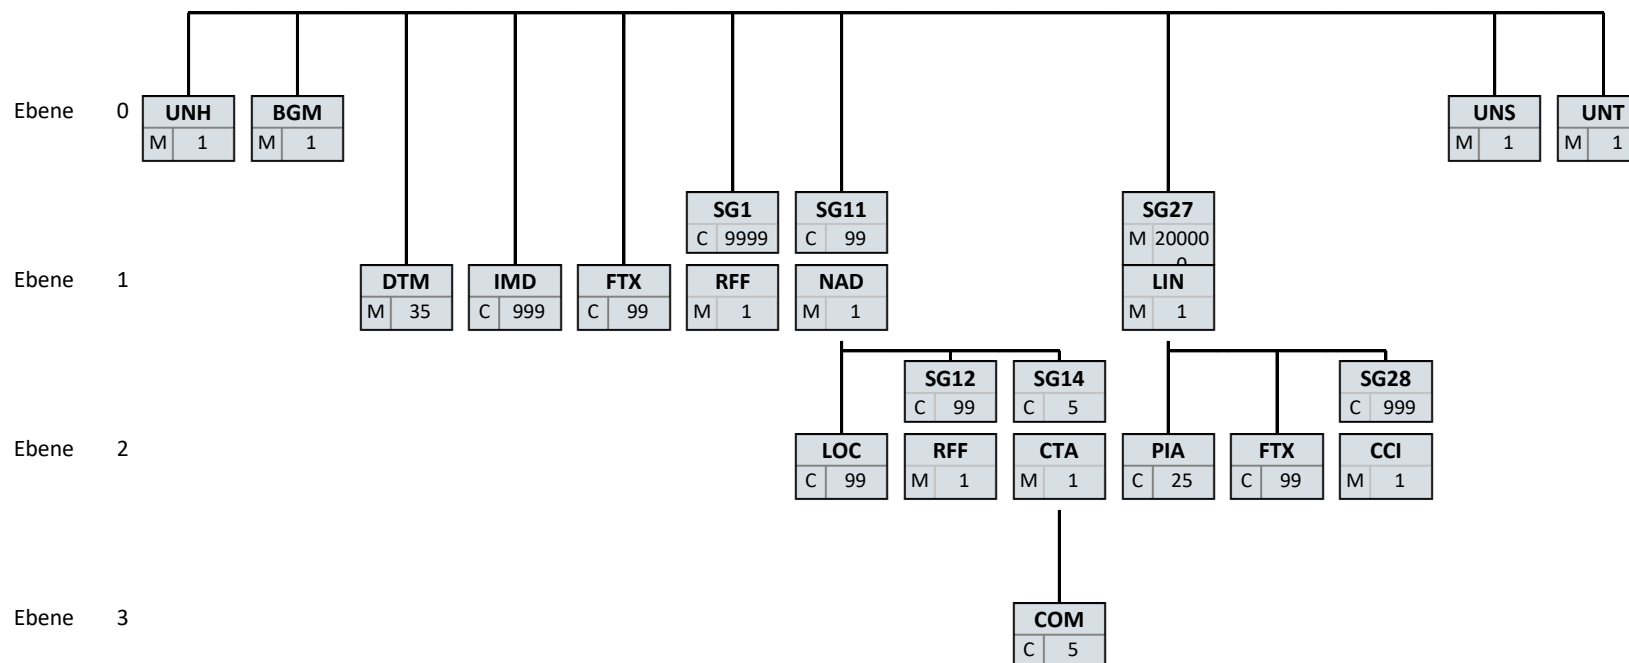 Ebene 0 UNH BGM UNS UNT
M 1 M 1 M 1 M 1
SG1 SG11 SG27
C 9999 C 99 M 20000
0
Ebene 1 DTM IMD FTX RFF NAD LIN
M 35 C 999 C 99 M 1 M 1 M 1
SG12 SG14 SG28
C 99 C 5 C 999
Ebene 2 LOC RFF CTA PIA FTX CCI
C 99 M 1 M 1 C 25 C 99 M 1
Ebene 3 COM
C 5